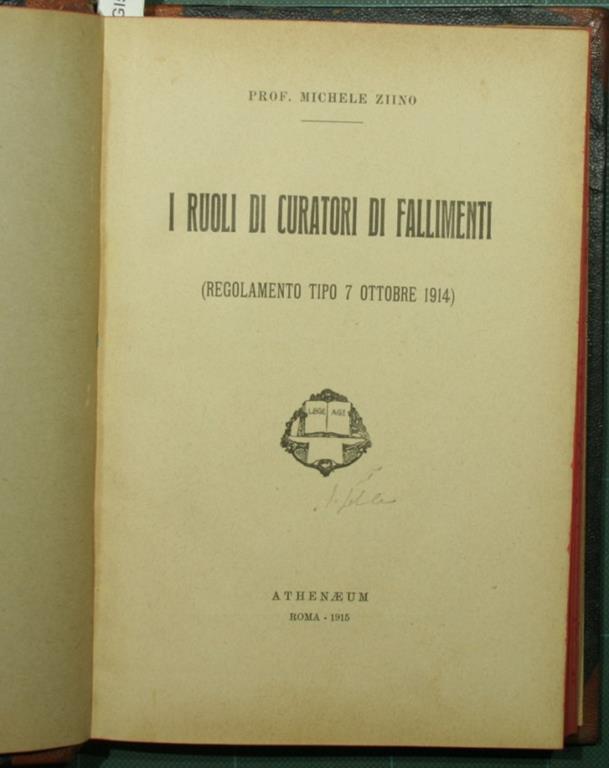 PROF. MICHELE ZIINO
I RUOLI DI CURATORI DI FALLIMENTI
(REGOLAMENTO TIPO 7 OTTOBRE 1914)
LEGE AGE
ATHENÆUM
ROMA - 1915